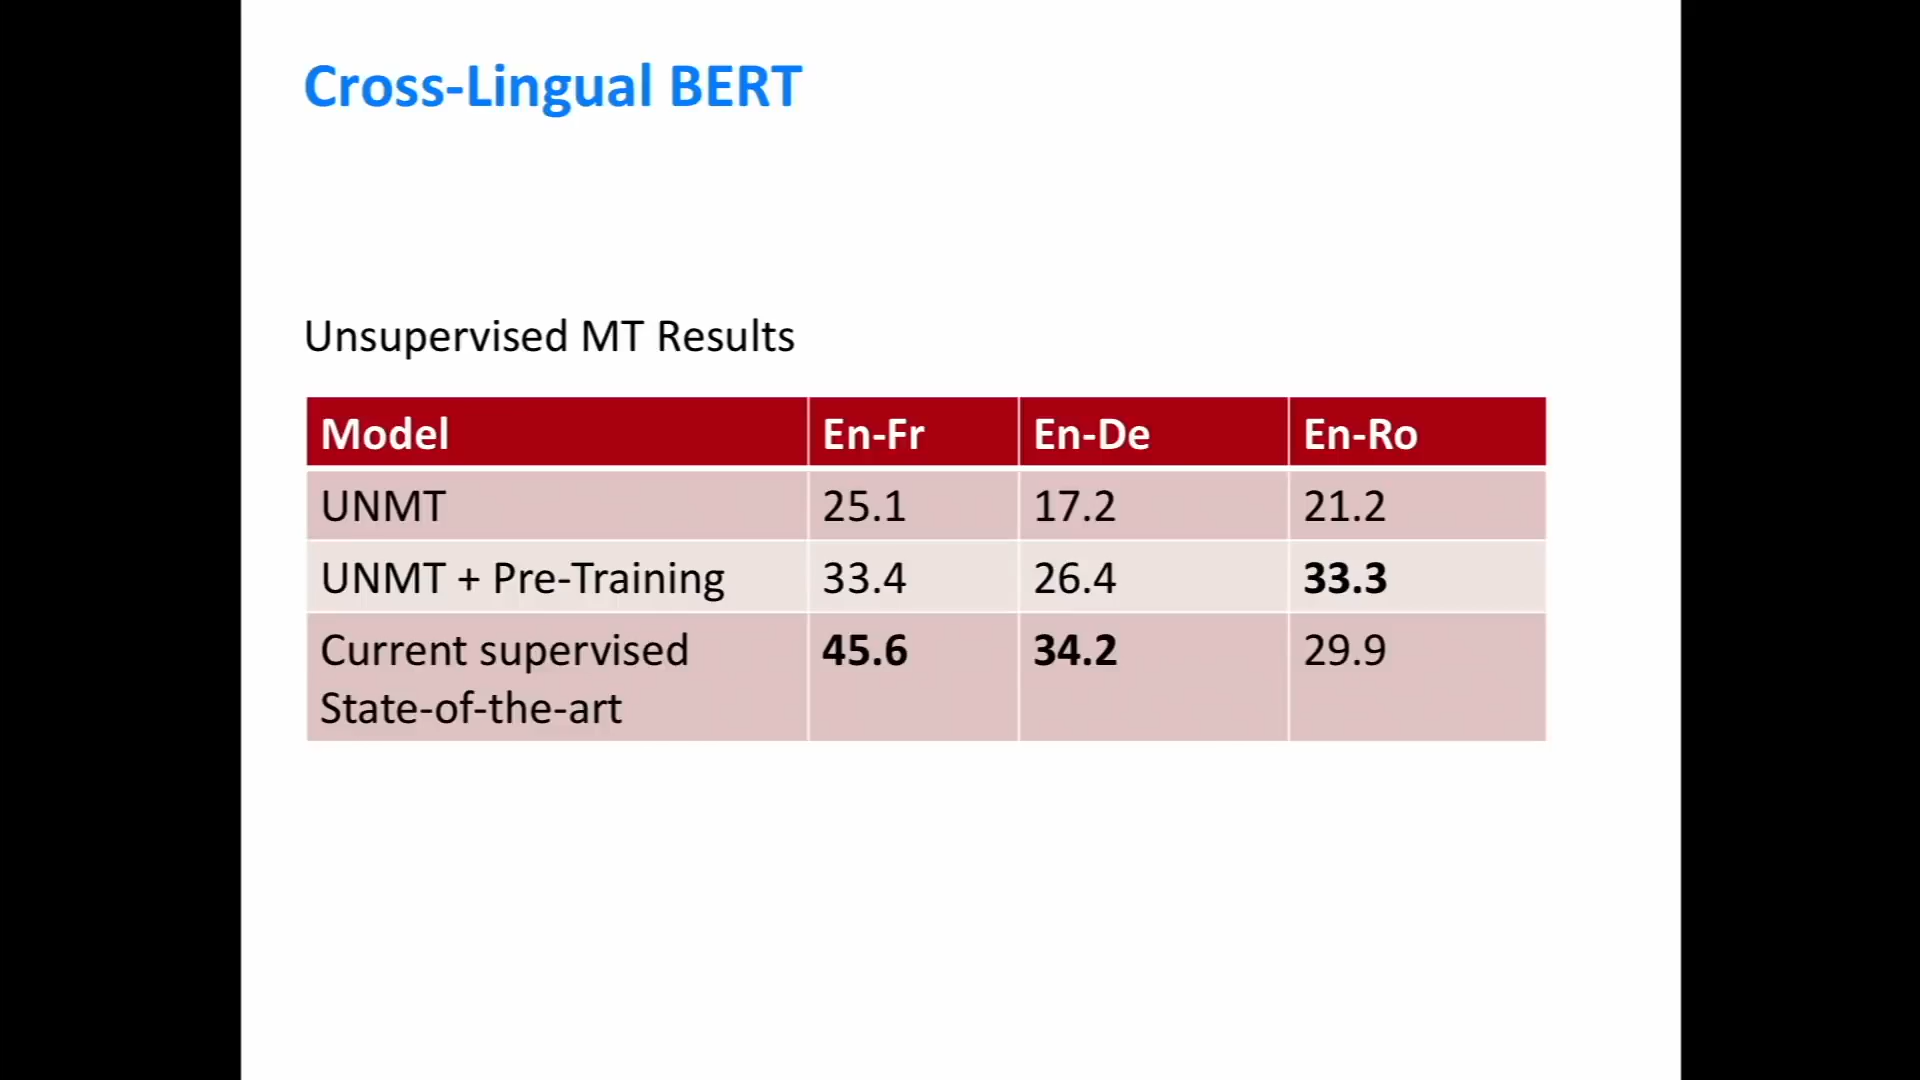 Cross-Lingual BERT
Unsupervised MT Results
Model En-Fr En-De En-Ro
UNMT 25.1 17.2 21.2
UNMT + Pre-Training 33.4 26.4 33.3
Current supervised 45.6 34.2 29.9
State-of-the-art